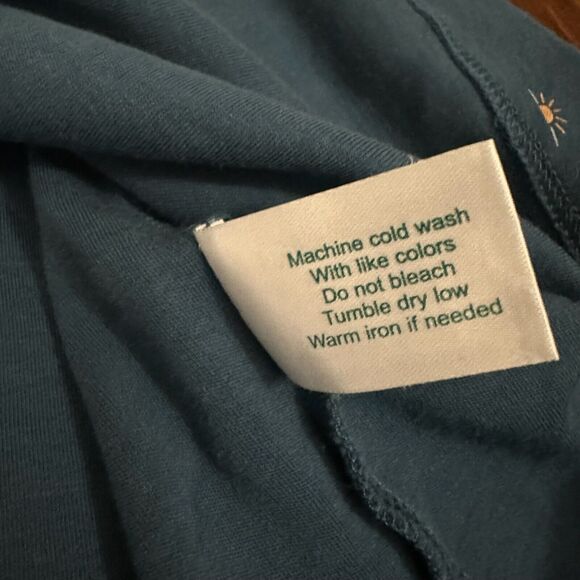 Machine cold wash
With like colors
Do not bleach
Tumble dry low
Warm iron if needed